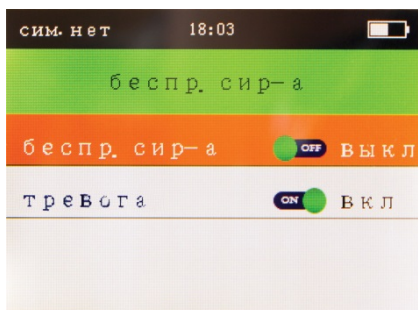 сим. нет 18:03
беспр. сир-а
беспр. сир-а OFF выкл
тревога ON вкл